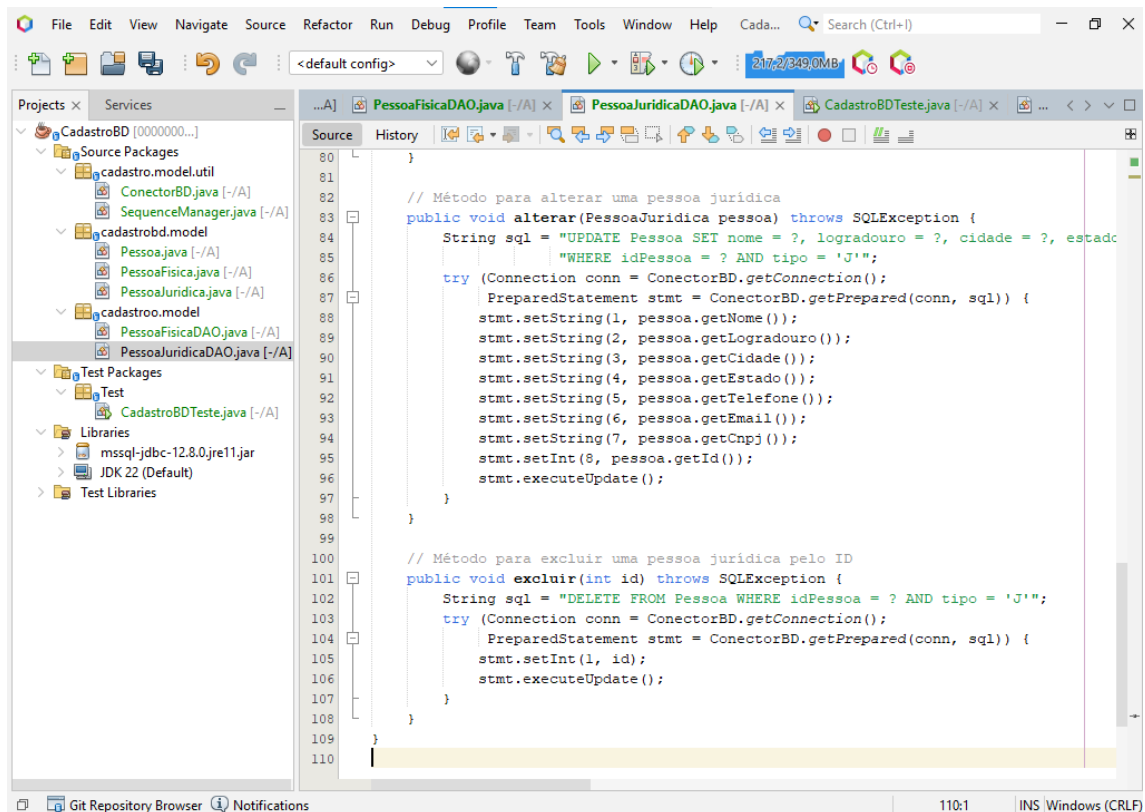 File Edit View Navigate Source Refactor Run Debug Profile Team Tools Window Help Cada... Search (Ctrl+I)
<default config> 217,2/349,0MB
Projects × Services
...A] PessoaFisicaDAO.java [-/A] × PessoaJuridicaDAO.java [-/A] × CadastroBDTeste.java [-/A] × ...
CadastroBD [0000000...]
Source Packages
cadastro.model.util
ConectorBD.java [-/A]
SequenceManager.java [-/A]
cadastrobd.model
Pessoa.java [-/A]
PessoaFisica.java [-/A]
PessoaJuridica.java [-/A]
cadastroo.model
PessoaFisicaDAO.java [-/A]
PessoaJuridicaDAO.java [-/A]
Test Packages
Test
CadastroBDTeste.java [-/A]
Libraries
mssql-jdbc-12.8.0.jre11.jar
JDK 22 (Default)
Test Libraries
Source History
80 }
81
82 // Método para alterar uma pessoa jurídica
83 public void alterar(PessoaJuridica pessoa) throws SQLException {
84 String sql = "UPDATE Pessoa SET nome = ?, logradouro = ?, cidade = ?, estado
85 "WHERE idPessoa = ? AND tipo = 'J'";
86 try (Connection conn = ConectorBD.getConnection();
87 PreparedStatement stmt = ConectorBD.getPrepared(conn, sql)) {
88 stmt.setString(1, pessoa.getNome());
89 stmt.setString(2, pessoa.getLogradouro());
90 stmt.setString(3, pessoa.getCidade());
91 stmt.setString(4, pessoa.getEstado());
92 stmt.setString(5, pessoa.getTelefone());
93 stmt.setString(6, pessoa.getEmail());
94 stmt.setString(7, pessoa.getCnpj());
95 stmt.setInt(8, pessoa.getId());
96 stmt.executeUpdate();
97 }
98 }
99
100 // Método para excluir uma pessoa jurídica pelo ID
101 public void excluir(int id) throws SQLException {
102 String sql = "DELETE FROM Pessoa WHERE idPessoa = ? AND tipo = 'J'";
103 try (Connection conn = ConectorBD.getConnection();
104 PreparedStatement stmt = ConectorBD.getPrepared(conn, sql)) {
105 stmt.setInt(1, id);
106 stmt.executeUpdate();
107 }
108 }
109 }
110
Git Repository Browser Notifications 110:1 INS Windows (CRLF)